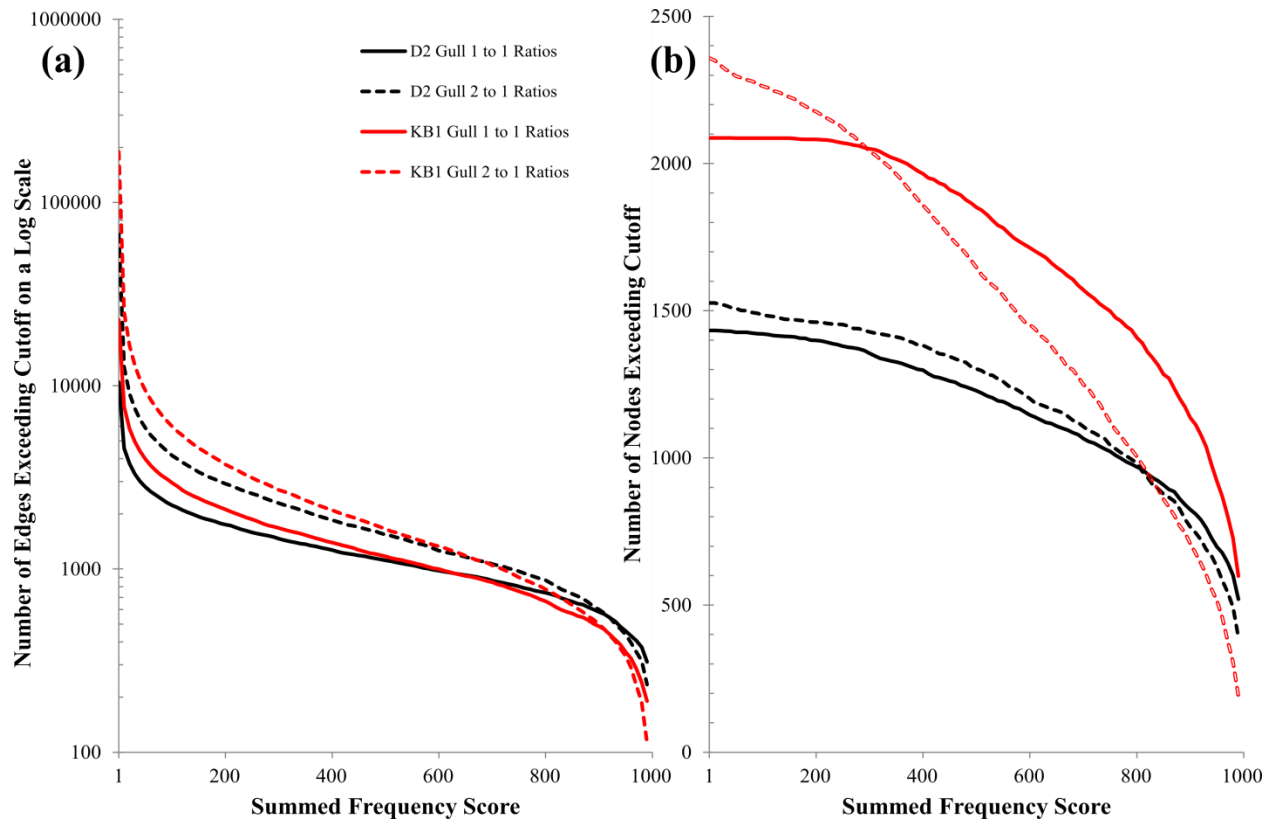 (a)
Number of Edges Exceeding Cutoff on a Log Scale
1000000
100000
10000
1000
100
D2 Gull 1 to 1 Ratios
D2 Gull 2 to 1 Ratios
KB1 Gull 1 to 1 Ratios
KB1 Gull 2 to 1 Ratios
1 200 400 600 800 1000
Summed Frequency Score
(b)
Number of Nodes Exceeding Cutoff
2500
2000
1500
1000
500
0
1 200 400 600 800 1000
Summed Frequency Score